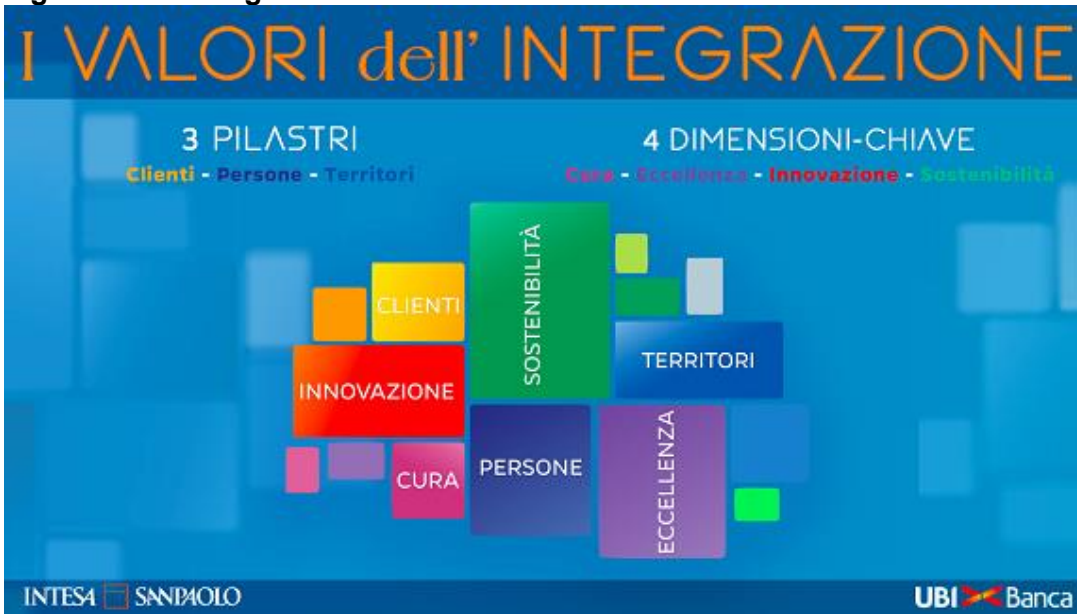 I VALORI dell' INTEGRAZIONE
3 PILASTRI
Clienti - Persone - Territori
4 DIMENSIONI-CHIAVE
Cura - Eccellenza - Innovazione - Sostenibilità
SOSTENIBILITÀ
CLIENTI
TERRITORI
INNOVAZIONE
ECCELLENZA
PERSONE
CURA
INTESA SANPAOLO
UBI Banca